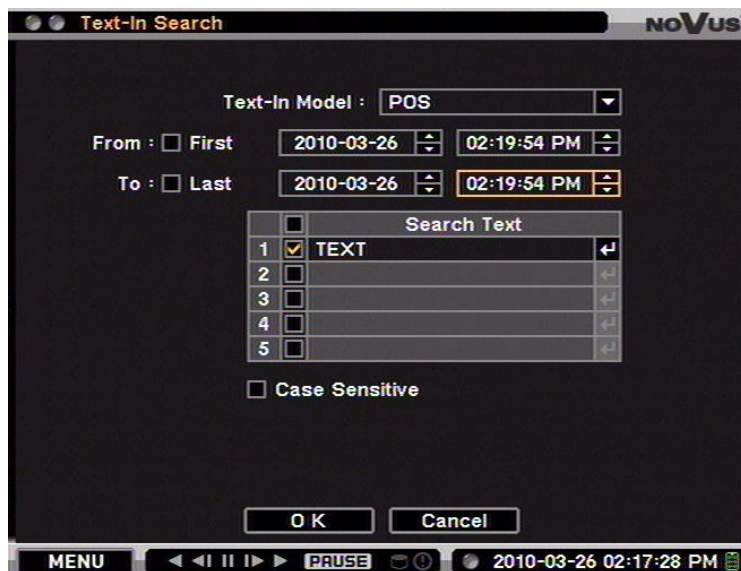 Text-In Search
NOVUS
Text-In Model : POS
From : First 2010-03-26 02:19:54 PM
To : Last 2010-03-26 02:19:54 PM
Search Text
1 TEXT
2
3
4
5
Case Sensitive
OK Cancel
MENU PAUSE 2010-03-26 02:17:28 PM